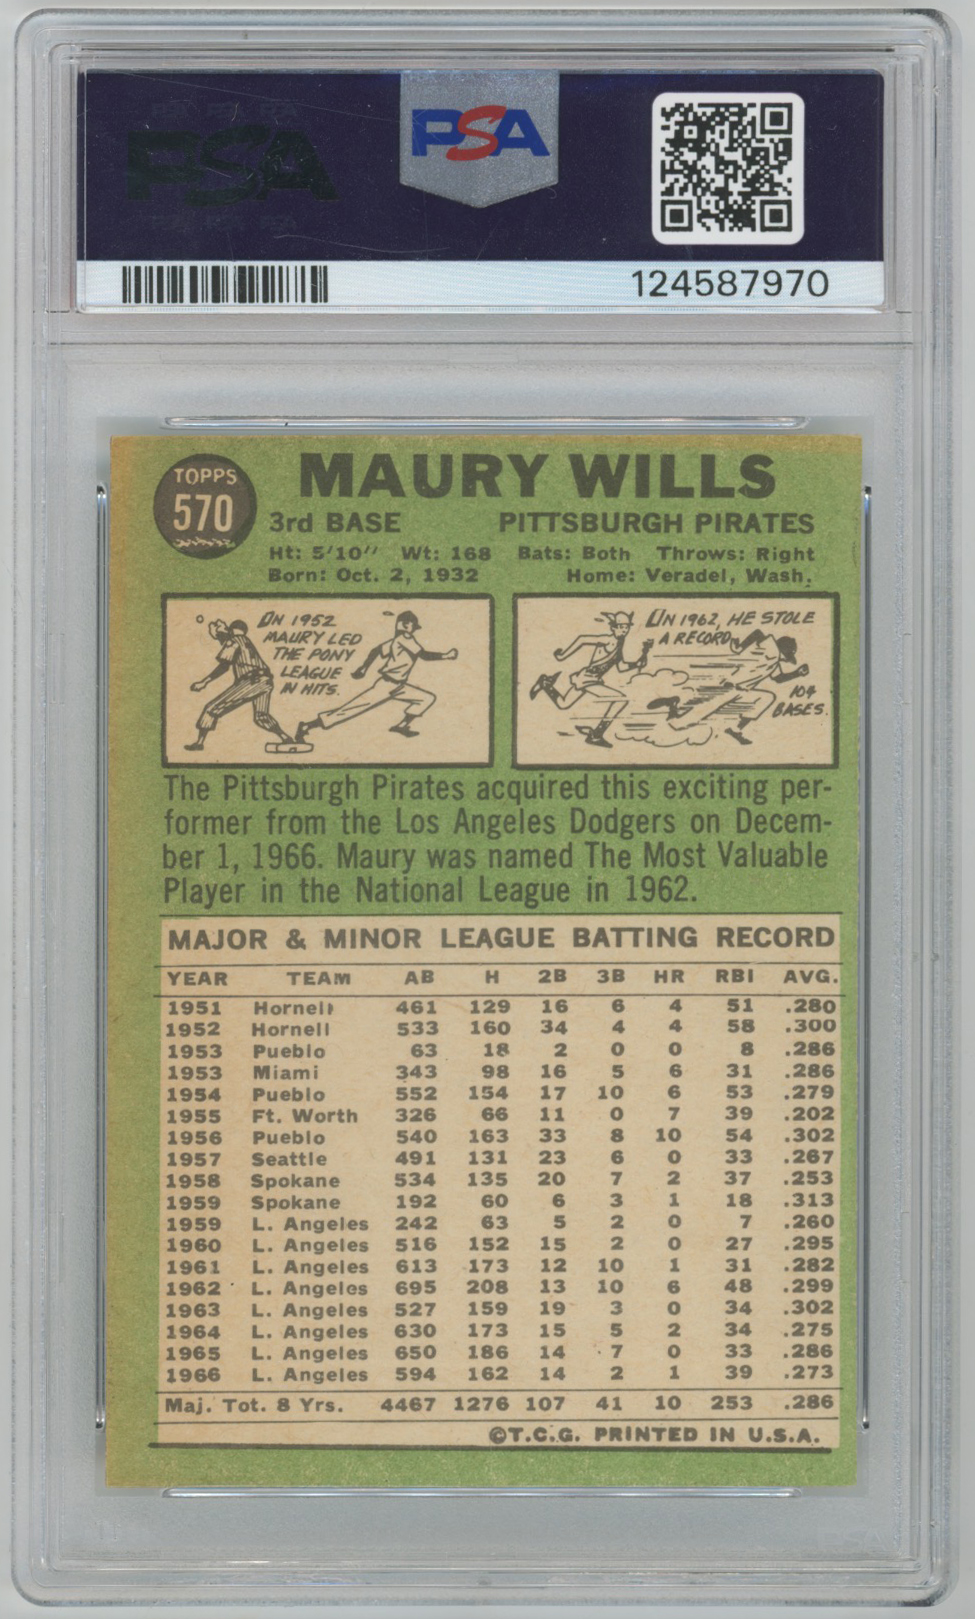 PSA
PSA
124587970
TOPPS
570
MAURY WILLS
3rd BASE PITTSBURGH PIRATES
Ht: 5'10" Wt: 168 Bats: Both Throws: Right
Born: Oct. 2, 1932 Home: Veradel, Wash.
IN 1952
MAURY LED
THE PONY
LEAGUE
IN HITS.
IN 1962, HE STOLE
A RECORD
104
BASES.
The Pittsburgh Pirates acquired this exciting per-
former from the Los Angeles Dodgers on Decem-
ber 1, 1966. Maury was named The Most Valuable
Player in the National League in 1962.
MAJOR & MINOR LEAGUE BATTING RECORD
YEAR TEAM AB H 2B 3B HR RBI AVG.
1951 Hornell 461 129 16 6 4 51 .280
1952 Hornell 533 160 34 4 4 58 .300
1953 Pueblo 63 18 2 0 0 8 .286
1953 Miami 343 98 16 5 6 31 .286
1954 Pueblo 552 154 17 10 6 53 .279
1955 Ft. Worth 326 66 11 0 7 39 .202
1956 Pueblo 540 163 33 8 10 54 .302
1957 Seattle 491 131 23 6 0 33 .267
1958 Spokane 534 135 20 7 2 37 .253
1959 Spokane 192 60 6 3 1 18 .313
1959 L. Angeles 242 63 5 2 0 7 .260
1960 L. Angeles 516 152 15 2 0 27 .295
1961 L. Angeles 613 173 12 10 1 31 .282
1962 L. Angeles 695 208 13 10 6 48 .299
1963 L. Angeles 527 159 19 3 0 34 .302
1964 L. Angeles 630 173 15 5 2 34 .275
1965 L. Angeles 650 186 14 7 0 33 .286
1966 L. Angeles 594 162 14 2 1 39 .273
Maj. Tot. 8 Yrs. 4467 1276 107 41 10 253 .286
©T.C.G. PRINTED IN U.S.A.